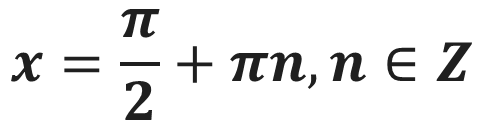 x = π/2 + πn, n ∈ Z